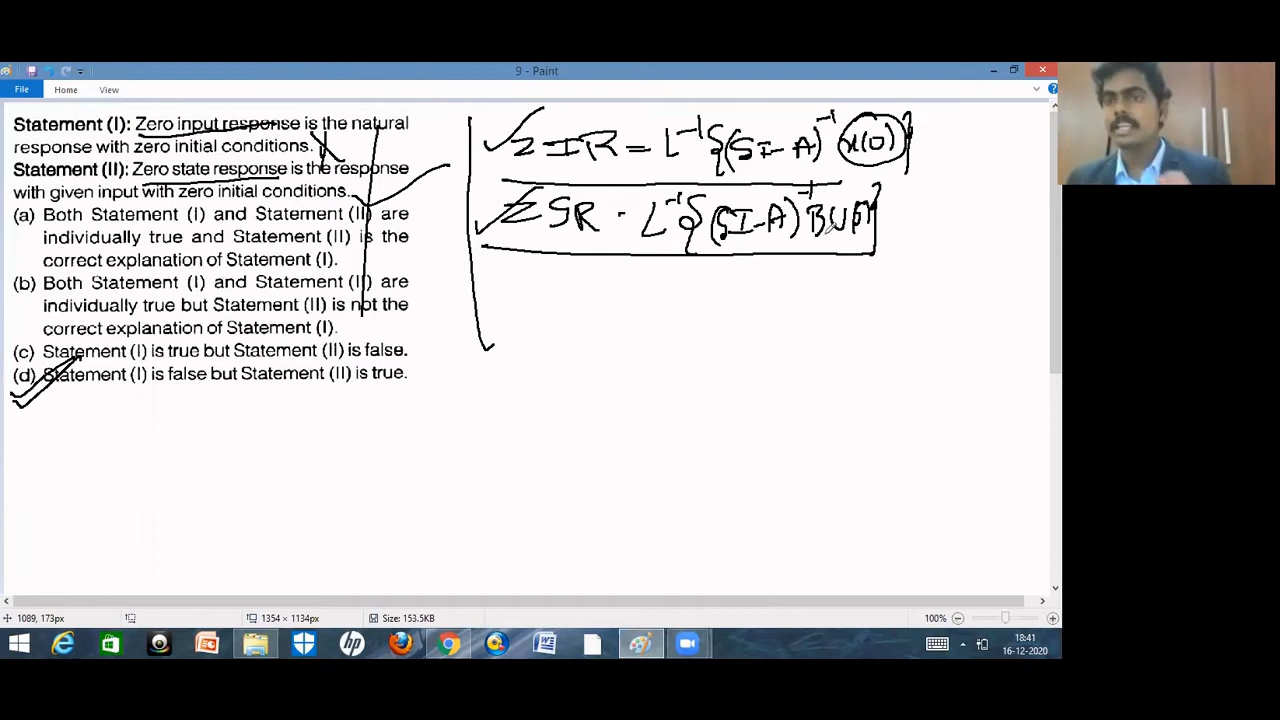 9 - Paint
File Home View
Statement (I): Zero input response is the natural
response with zero initial conditions.
Statement (II): Zero state response is the response
with given input with zero initial conditions.
(a) Both Statement (I) and Statement (II) are
individually true and Statement (II) is the
correct explanation of Statement (I).
(b) Both Statement (I) and Statement (II) are
individually true but Statement (II) is not the
correct explanation of Statement (I).
(c) Statement (I) is true but Statement (II) is false.
(d) Statement (I) is false but Statement (II) is true.
ZIR = L⁻¹{(SI-A)⁻¹ x(0)}
ZSR = L⁻¹{(SI-A)⁻¹ B
1089, 173px
1354 × 1134px
Size: 153.5KB
100%
hp
18:41
16-12-2020